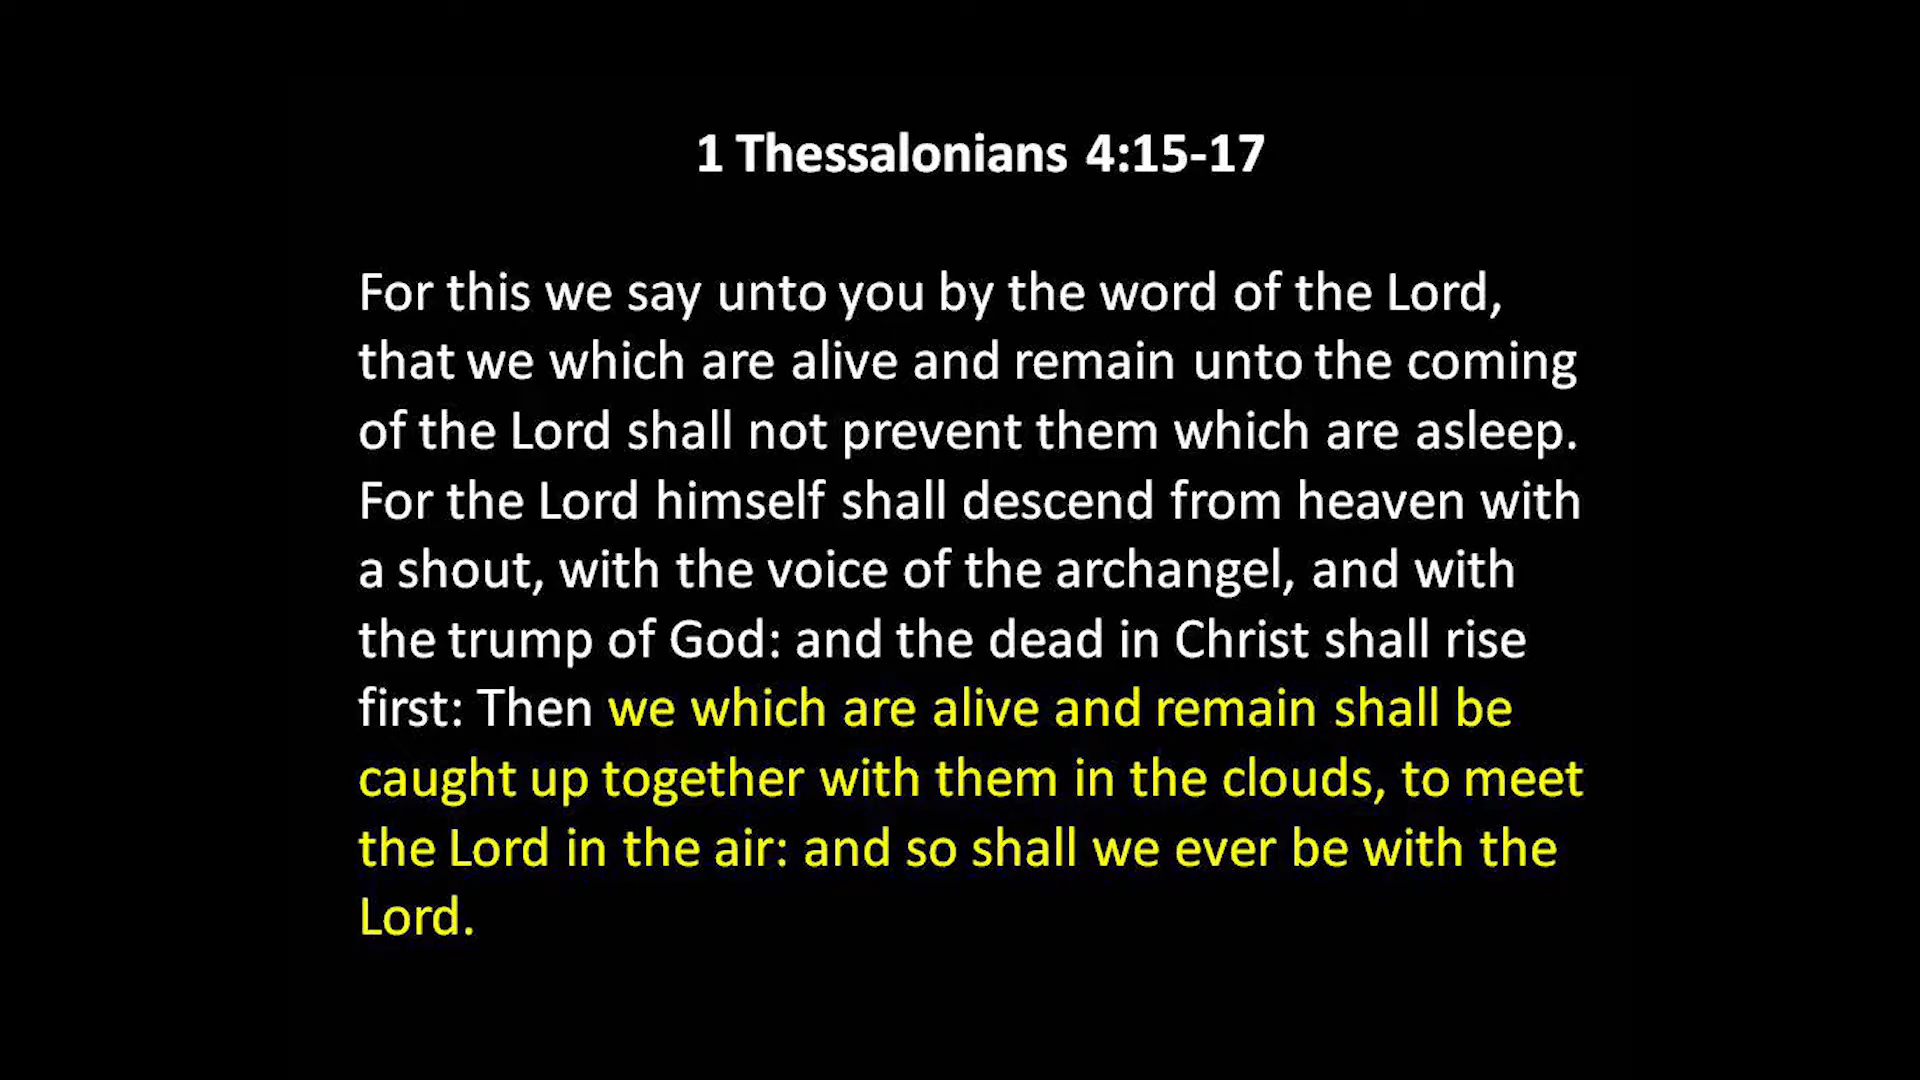 1 Thessalonians 4:15-17
For this we say unto you by the word of the Lord,
that we which are alive and remain unto the coming
of the Lord shall not prevent them which are asleep.
For the Lord himself shall descend from heaven with
a shout, with the voice of the archangel, and with
the trump of God: and the dead in Christ shall rise
first: Then we which are alive and remain shall be
caught up together with them in the clouds, to meet
the Lord in the air: and so shall we ever be with the
Lord.